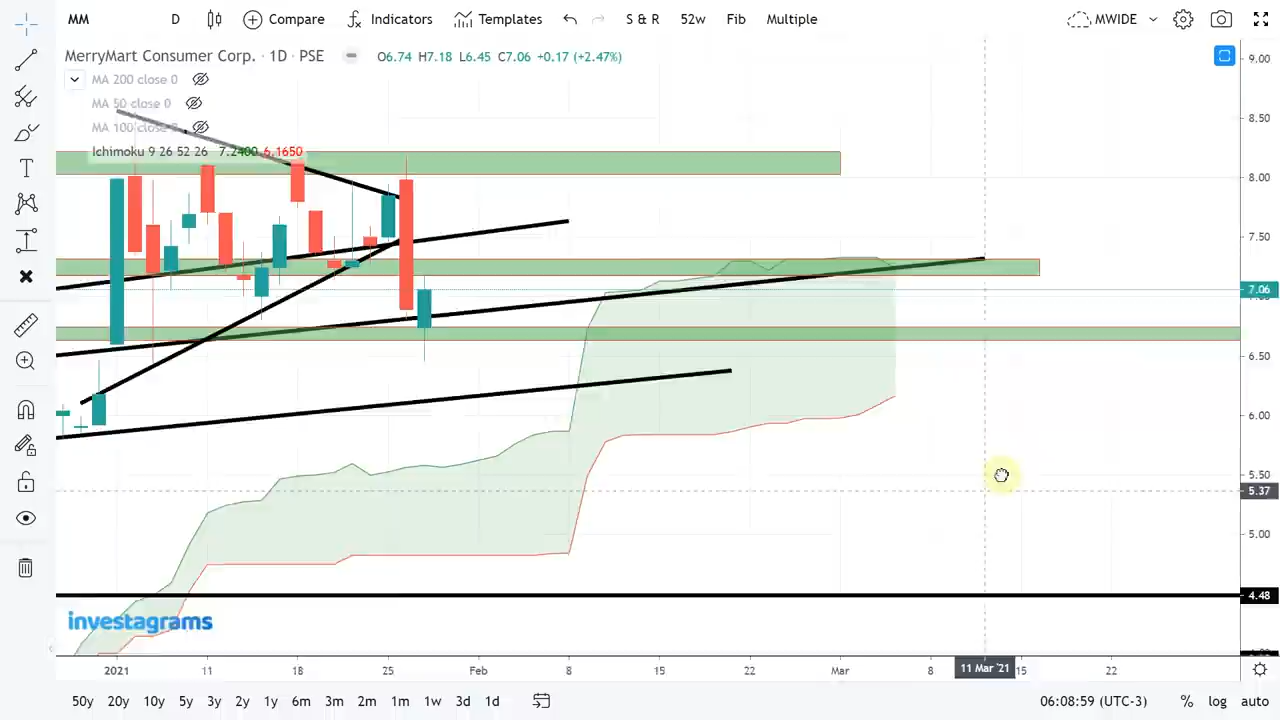 MM D Compare Indicators Templates S & R 52w Fib Multiple MWIDE
MerryMart Consumer Corp. · 1D · PSE O6.74 H7.18 L6.45 C7.06 +0.17 (+2.47%)
MA 200 close 0
MA 50 close 0
MA 100 close 0
Ichimoku 9 26 52 26 7.2400 6.1650
9.00
8.50
8.00
7.50
7.06
6.50
6.00
5.50
5.37
5.00
4.48
investagrams
2021 11 18 25 Feb 8 15 22 Mar 8 11 Mar '21 15 22
50y 20y 10y 5y 3y 2y 1y 6m 3m 2m 1m 1w 3d 1d 06:08:59 (UTC-3) % log auto